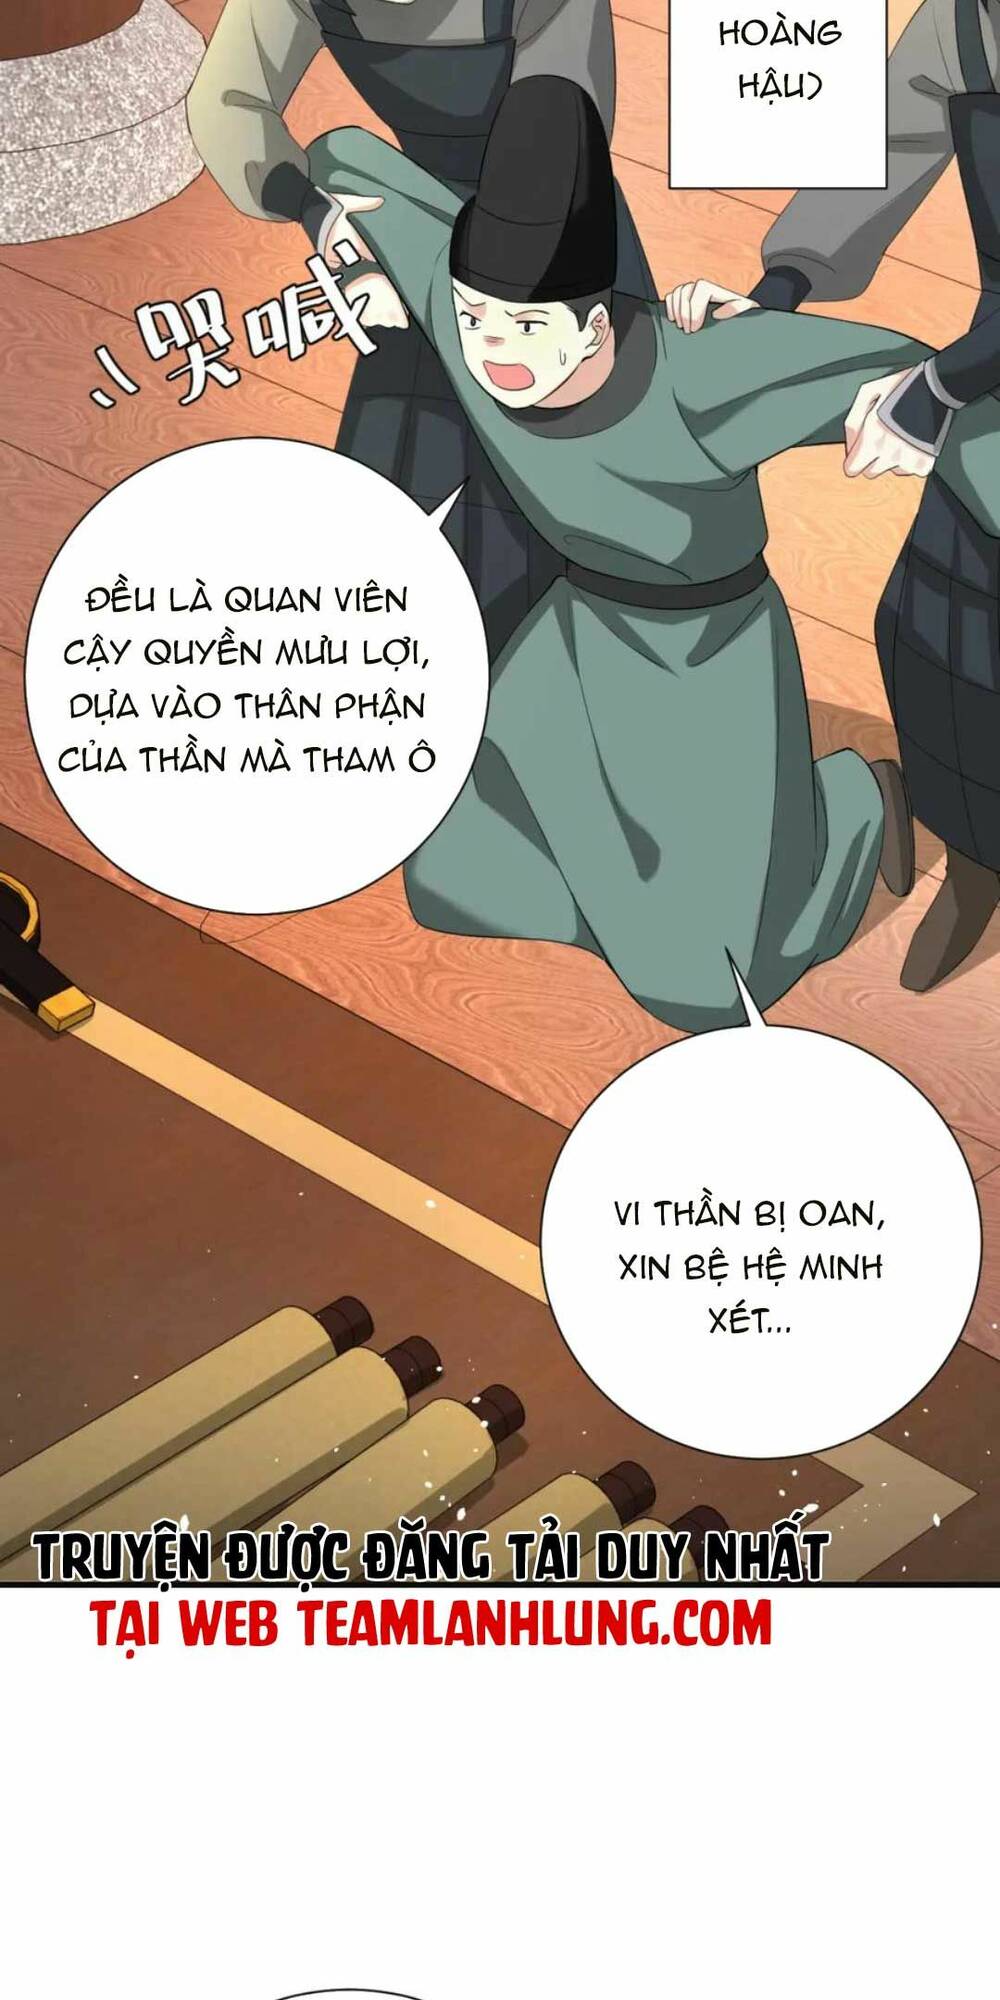 HOÀNG
HẬU)
哭喊
ĐỀU LÀ QUAN VIÊN
CẬY QUYỀN MƯU LỢI,
DỰA VÀO THÂN PHẬN
CỦA THẦN MÀ THAM Ô
VI THẦN BỊ OAN,
XIN BỆ HỆ MINH
XÉT...
TRUYỆN ĐƯỢC ĐĂNG TẢI DUY NHẤT
TẠI WEB TEAMLANHLUNG.COM